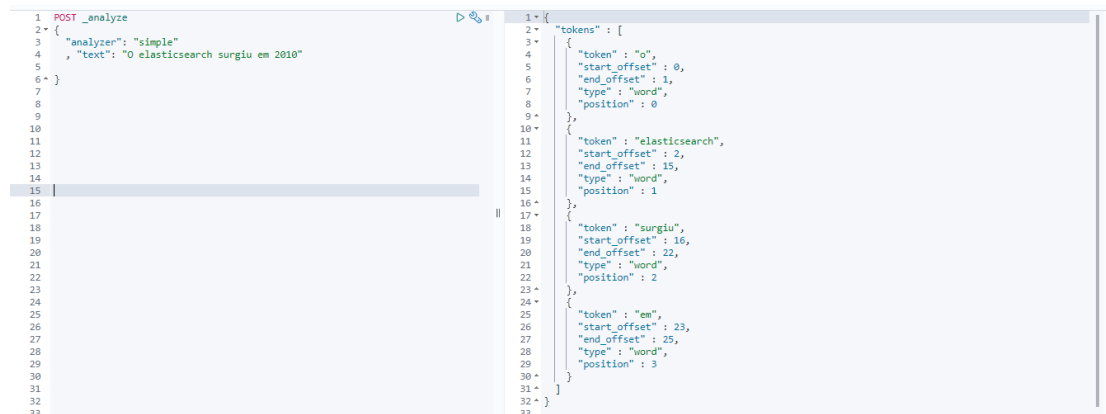 1 POST _analyze
2 {
3 "analyzer": "simple"
4 , "text": "O elasticsearch surgiu em 2010"
5
6 }
7
8
9
10
11
12
13
14
15
16
17
18
19
20
21
22
23
24
25
26
27
28
29
30
31
32
33
1 {
2 "tokens" : [
3 {
4 "token" : "o",
5 "start_offset" : 0,
6 "end_offset" : 1,
7 "type" : "word",
8 "position" : 0
9 },
10 {
11 "token" : "elasticsearch",
12 "start_offset" : 2,
13 "end_offset" : 15,
14 "type" : "word",
15 "position" : 1
16 },
17 {
18 "token" : "surgiu",
19 "start_offset" : 16,
20 "end_offset" : 22,
21 "type" : "word",
22 "position" : 2
23 },
24 {
25 "token" : "em",
26 "start_offset" : 23,
27 "end_offset" : 25,
28 "type" : "word",
29 "position" : 3
30 }
31 ]
32 }
33